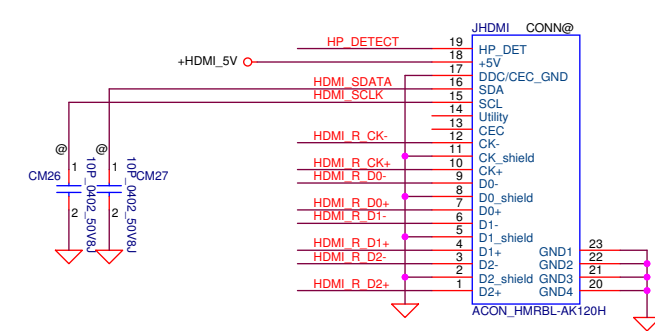 JHDMI CONN@
HP_DETECT 19 HP_DET
+HDMI_5V 18 +5V
17 DDC/CEC_GND
HDMI_SDATA 16 SDA
HDMI_SCLK 15 SCL
14 Utility
13 CEC
HDMI_R_CK- 12 CK-
11 CK_shield
HDMI_R_CK+ 10 CK+
HDMI_R_D0- 9 D0-
8 D0_shield
HDMI_R_D0+ 7 D0+
HDMI_R_D1- 6 D1-
5 D1_shield
HDMI_R_D1+ 4 D1+ GND1 23
HDMI_R_D2- 3 D2- GND2 22
2 D2_shield GND3 21
HDMI_R_D2+ 1 D2+ GND4 20
ACON_HMRBL-AK120H
@ @
1 1
CM26 CM27
2 2
10P_0402_50V8J
10P_0402_50V8J